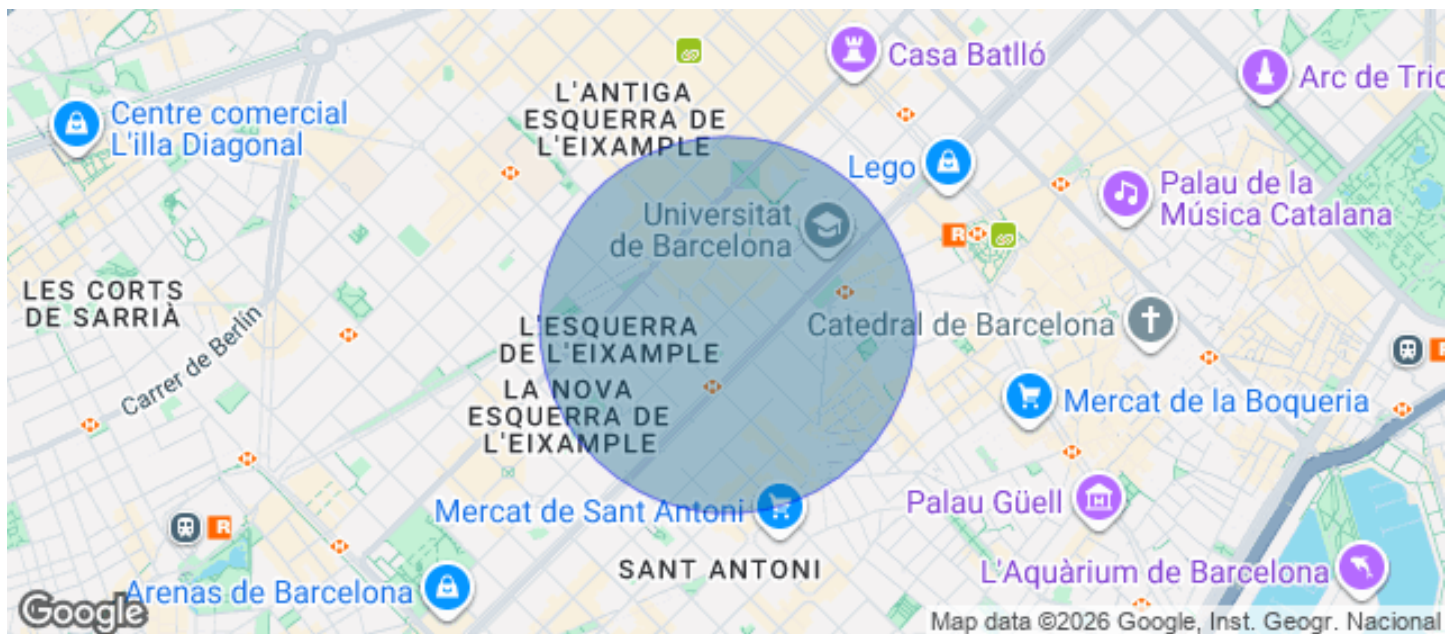 Casa Batlló
Arc de Trio
L'ANTIGA
ESQUERRA DE
L'EIXAMPLE
Centre comercial
L'illa Diagonal
Lego
Palau de la
Música Catalana
Universitat
de Barcelona
R
LES CORTS
DE SARRIÀ
Carrer de Berlín
L'ESQUERRA
DE L'EIXAMPLE
Catedral de Barcelona
R
LA NOVA
ESQUERRA DE
L'EIXAMPLE
Mercat de la Boqueria
Mercat de Sant Antoni
Palau Güell
R
SANT ANTONI
L'Aquàrium de Barcelona
Arenas de Barcelona
Google
Map data ©2026 Google, Inst. Geogr. Nacional